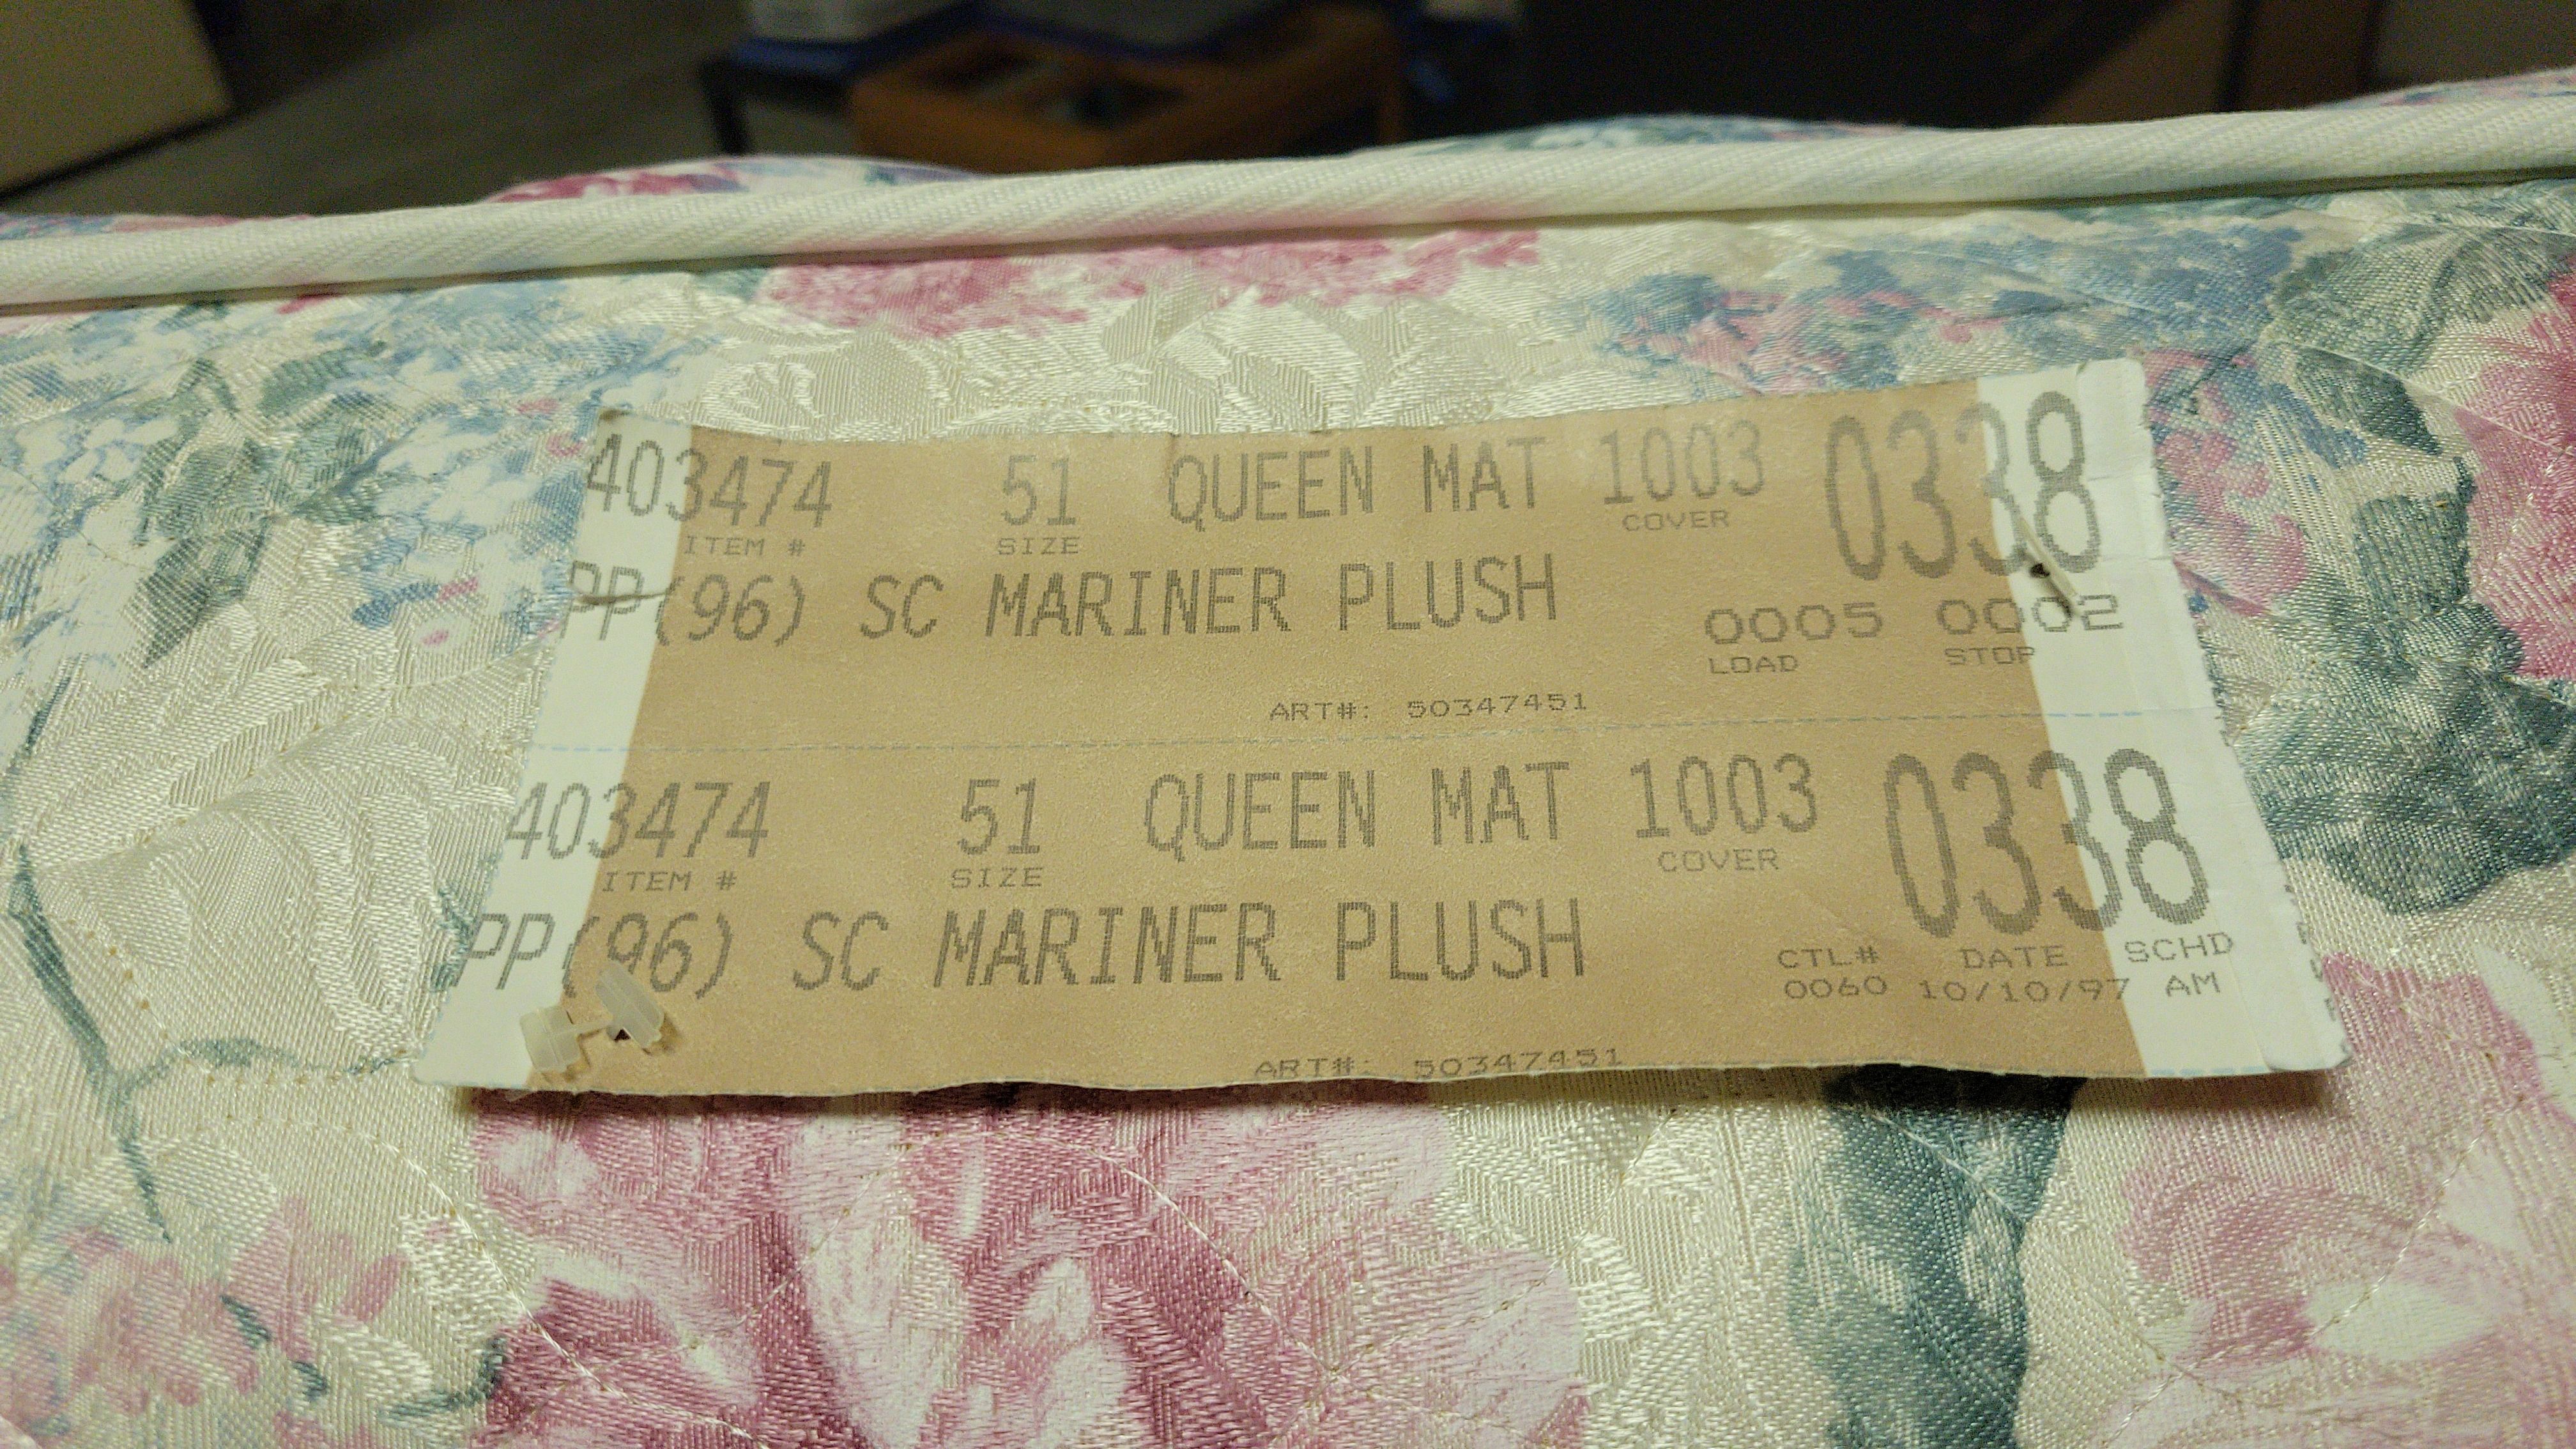 403474 51 QUEEN MAT 1003 0338
ITEM # SIZE COVER
PP(96) SC MARINER PLUSH 0005 0002
LOAD STOP
ART#: 50347451
403474 51 QUEEN MAT 1003 0338
ITEM # SIZE COVER
PP(96) SC MARINER PLUSH CTL# DATE SCHD
0060 10/10/97 AM
ART#: 50347451